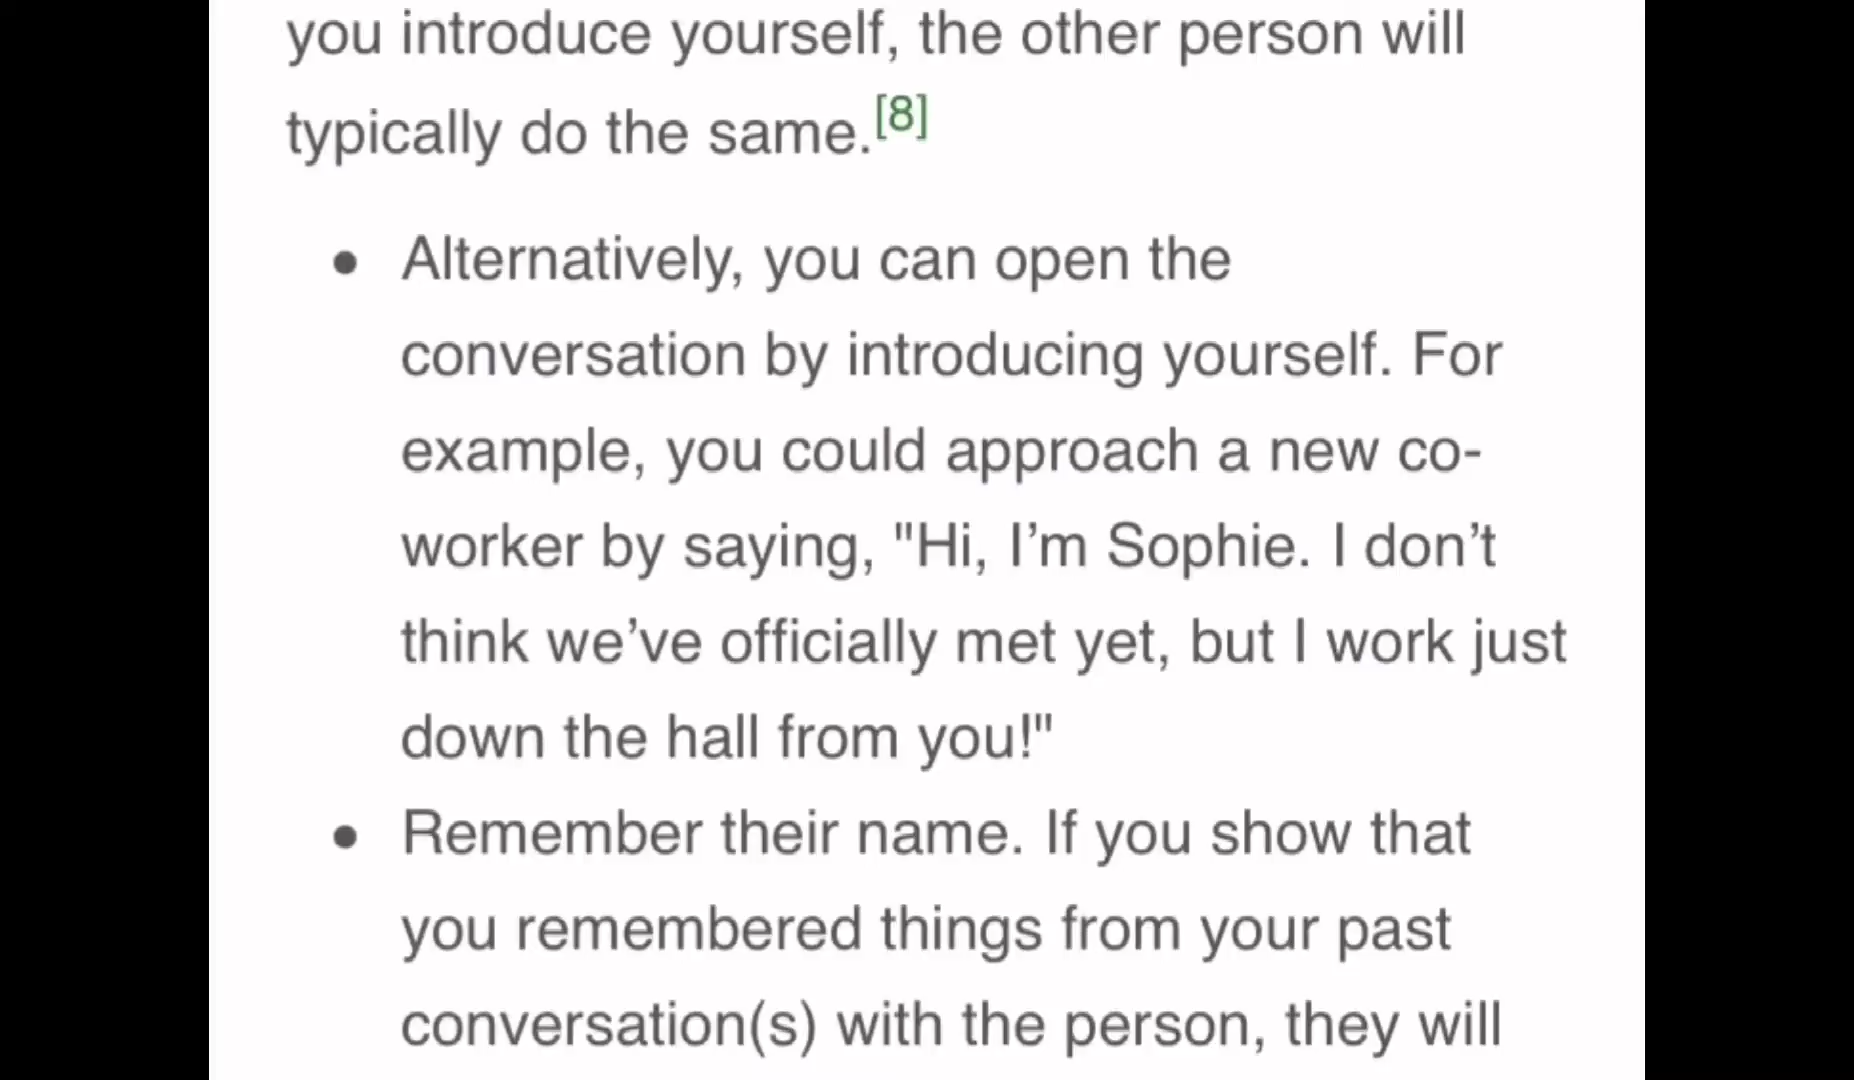 you introduce yourself, the other person will
typically do the same.[8]
• Alternatively, you can open the
conversation by introducing yourself. For
example, you could approach a new co-
worker by saying, "Hi, I’m Sophie. I don’t
think we’ve officially met yet, but I work just
down the hall from you!"
• Remember their name. If you show that
you remembered things from your past
conversation(s) with the person, they will